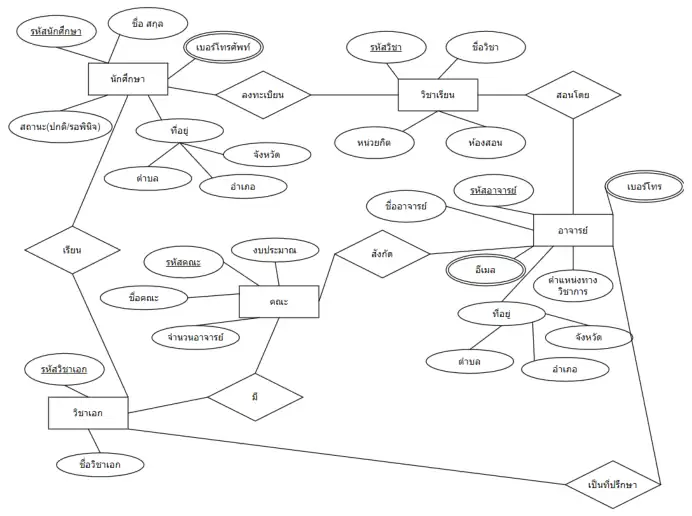 รหัสนักศึกษา
ชื่อ สกุล
เบอร์โทรศัพท์
รหัสวิชา
ชื่อวิชา
นักศึกษา
ลงทะเบียน
วิชาเรียน
สอนโดย
สถานะ(ปกติ/รอพินิจ)
ที่อยู่
หน่วยกิต
ห้องสอน
จังหวัด
ตำบล
อำเภอ
รหัสอาจารย์
เบอร์โทร
ชื่ออาจารย์
อาจารย์
เรียน
งบประมาณ
สังกัด
รหัสคณะ
อีเมล
ตำแหน่งทาง
วิชาการ
ชื่อคณะ
คณะ
ที่อยู่
จำนวนอาจารย์
จังหวัด
ตำบล
อำเภอ
รหัสวิชาเอก
มี
วิชาเอก
ชื่อวิชาเอก
เป็นที่ปรึกษา